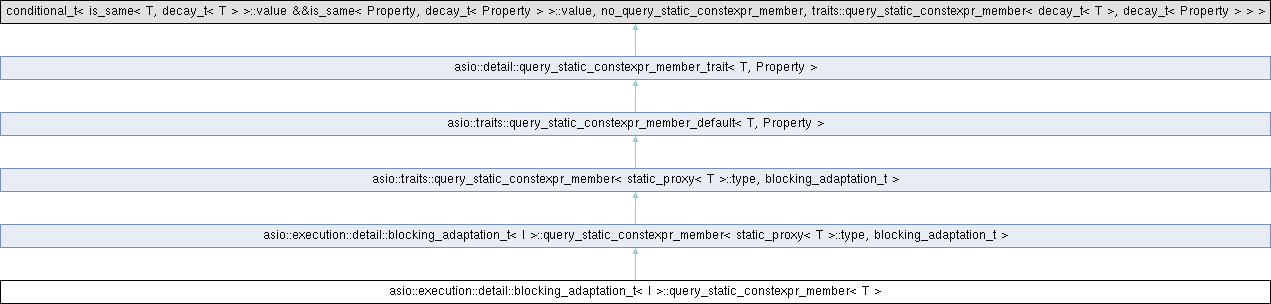 conditional_t< is_same< T, decay_t< T > >::value &&is_same< Property, decay_t< Property > >::value, no_query_static_constexpr_member, traits::query_static_constexpr_member< decay_t< T >, decay_t< Property > > >
asio::detail::query_static_constexpr_member_trait< T, Property >
asio::traits::query_static_constexpr_member_default< T, Property >
asio::traits::query_static_constexpr_member< static_proxy< T >::type, blocking_adaptation_t >
asio::execution::detail::blocking_adaptation_t< I >::query_static_constexpr_member< static_proxy< T >::type, blocking_adaptation_t >
asio::execution::detail::blocking_adaptation_t< I >::query_static_constexpr_member< T >